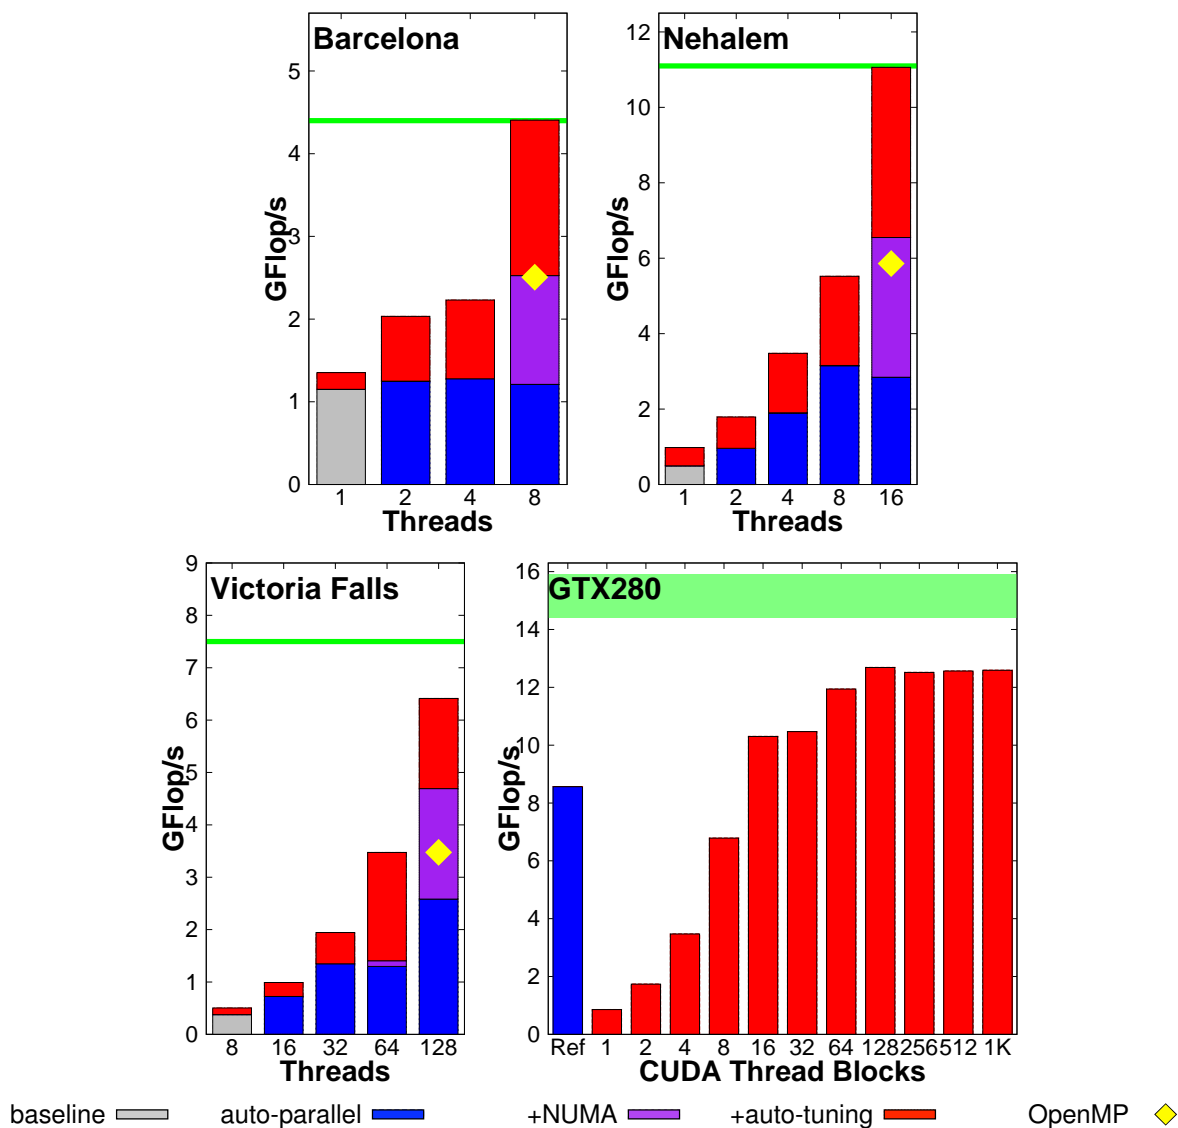 Barcelona
GFlop/s
5
4
3
2
1
0
1 2 4 8
Threads
Nehalem
GFlop/s
12
10
8
6
4
2
0
1 2 4 8 16
Threads
Victoria Falls
GFlop/s
9
8
7
6
5
4
3
2
1
0
8 16 32 64 128
Threads
GTX280
GFlop/s
16
14
12
10
8
6
4
2
0
Ref 1 2 4 8 16 32 64 128 256 512 1K
CUDA Thread Blocks
baseline auto-parallel +NUMA +auto-tuning OpenMP